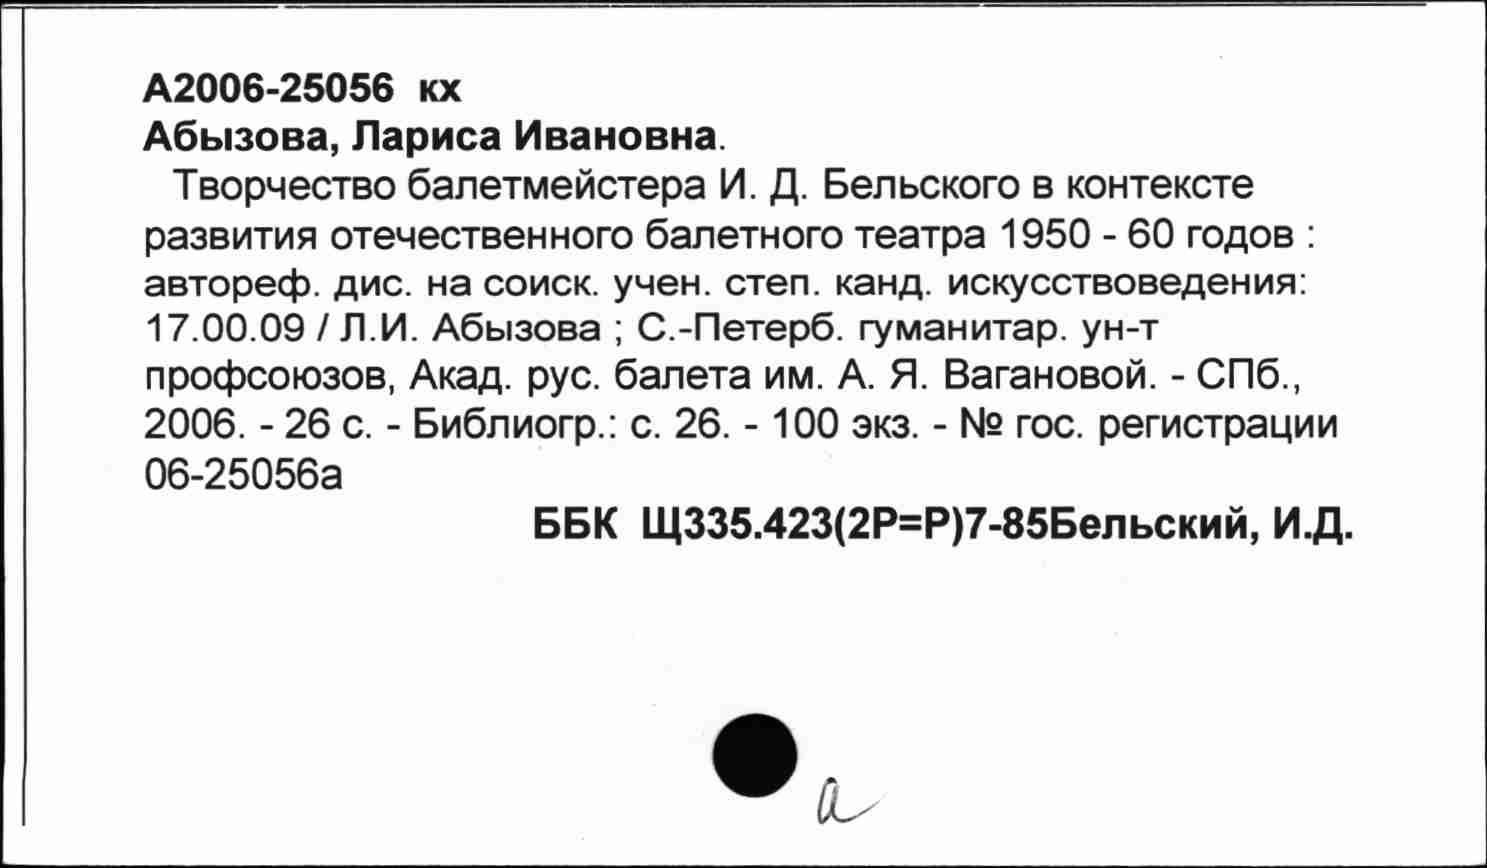 А2006-25056 кх
Абызова, Лариса Ивановна.
Творчество балетмейстера И. Д. Бельского в контексте
развития отечественного балетного театра 1950 - 60 годов :
автореф. дис. на соиск. учен. степ. канд. искусствоведения:
17.00.09 / Л.И. Абызова ; С.-Петерб. гуманитар. ун-т
профсоюзов, Акад. рус. балета им. А. Я. Вагановой. - СПб.,
2006. - 26 с. - Библиогр.: с. 26. - 100 экз. - № гос. регистрации
06-25056а
ББК Щ335.423(2Р=Р)7-85Бельский, И.Д.
а